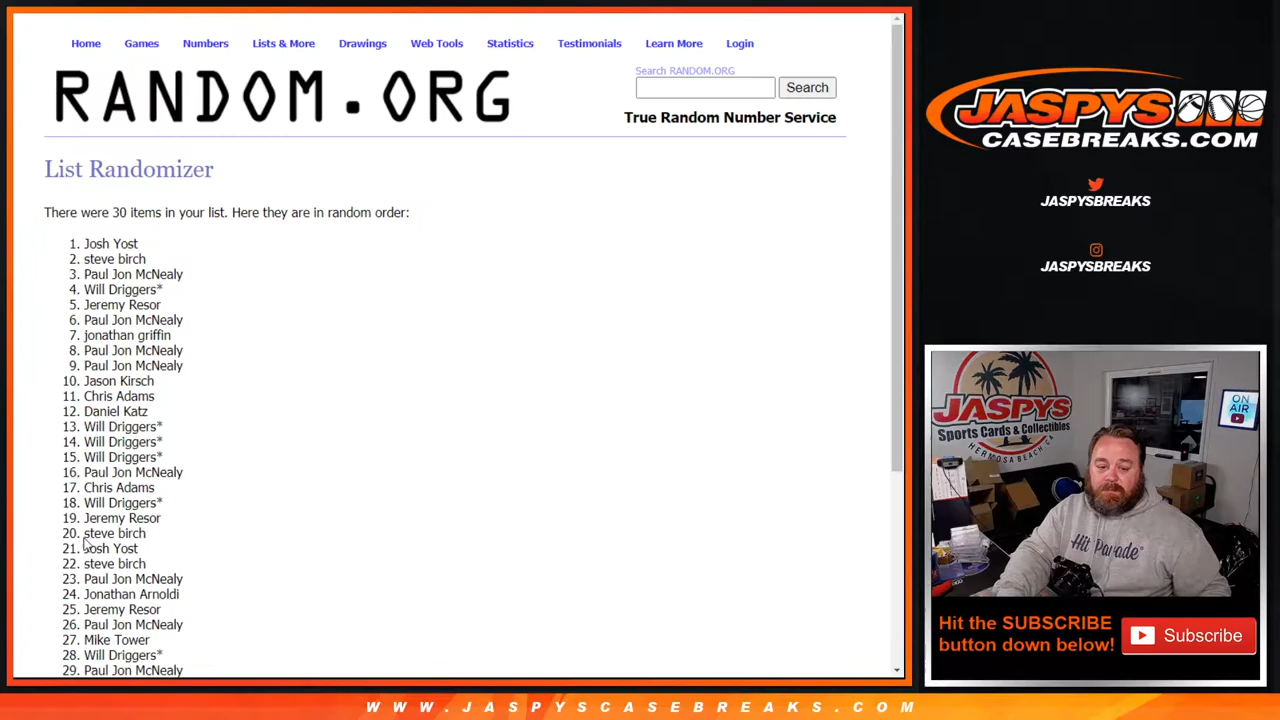 Home Games Numbers Lists & More Drawings Web Tools Statistics Testimonials Learn More Login
RANDOM.ORG
Search RANDOM.ORG
Search
True Random Number Service
List Randomizer
There were 30 items in your list. Here they are in random order:
1. Josh Yost
2. steve birch
3. Paul Jon McNealy
4. Will Driggers*
5. Jeremy Resor
6. Paul Jon McNealy
7. jonathan griffin
8. Paul Jon McNealy
9. Paul Jon McNealy
10. Jason Kirsch
11. Chris Adams
12. Daniel Katz
13. Will Driggers*
14. Will Driggers*
15. Will Driggers*
16. Paul Jon McNealy
17. Chris Adams
18. Will Driggers*
19. Jeremy Resor
20. steve birch
21. Josh Yost
22. steve birch
23. Paul Jon McNealy
24. Jonathan Arnoldi
25. Jeremy Resor
26. Paul Jon McNealy
27. Mike Tower
28. Will Driggers*
29. Paul Jon McNealy
JASPYS
CASEBREAKS.COM
JASPYSBREAKS
JASPYSBREAKS
JASPYS
Sports Cards & Collectibles
HERMOSA BEACH CA
ON
AIR
Hit Parade
Hit the SUBSCRIBE
button down below!
Subscribe
WWW.JASPYSCASEBREAKS.COM